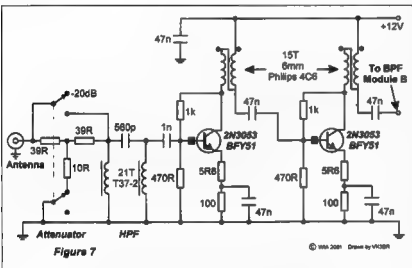 +12V
47n
15T
6mm
Philips 4C6
To BPF
Module B
-20dB
47n
47n
1k
1k
39R
560p
1n
2N3053
BFY51
2N3053
BFY51
Antenna
39R
10R
21T
T37-2
470R
5R6
470R
5R6
100
47n
100
47n
Attenuator
HPF
Figure 7
© WIA 2001 Drawn by VK3BR